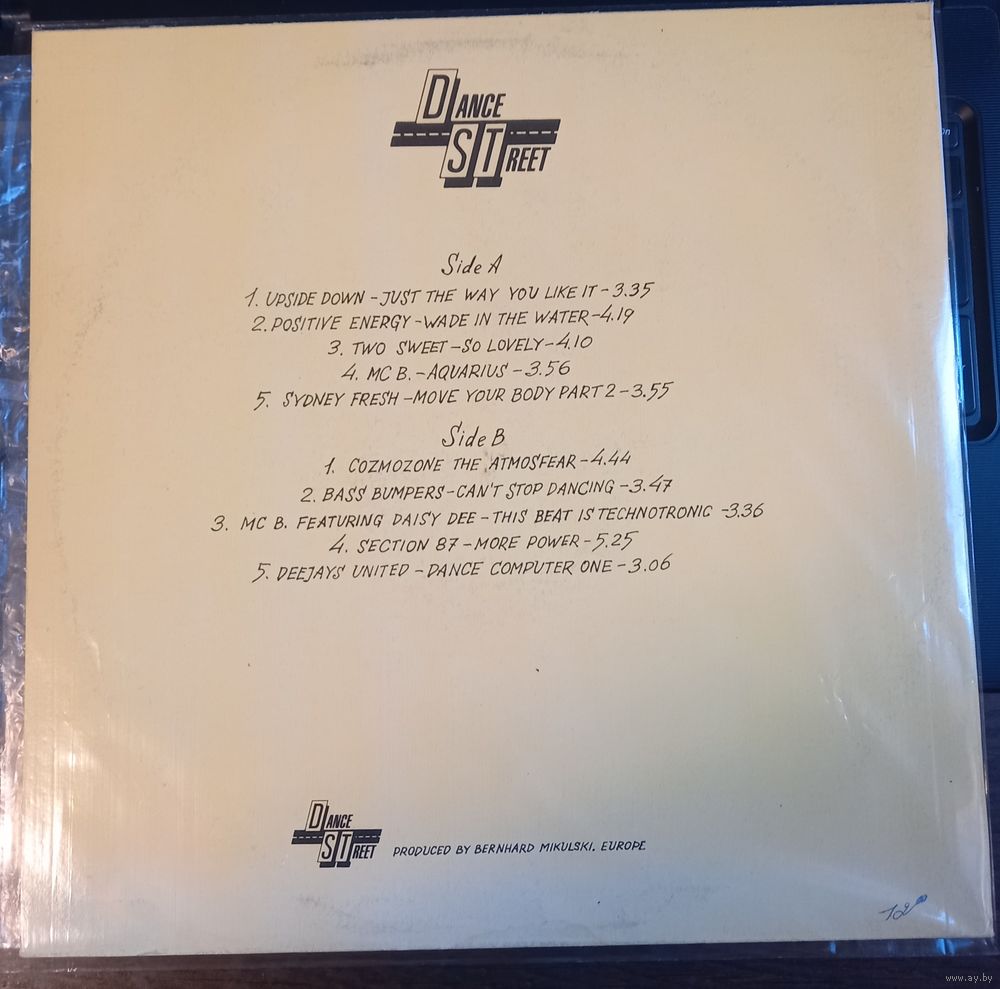 DANCE
STREET
Side A
1. UPSIDE DOWN - JUST THE WAY YOU LIKE IT - 3.35
2. POSITIVE ENERGY - WADE IN THE WATER - 4.19
3. TWO SWEET - SO LOVELY - 4.10
4. MC B. - AQUARIUS - 3.56
5. SYDNEY FRESH - MOVE YOUR BODY PART 2 - 3.55
Side B
1. COZMOZONE THE ATMOSFEAR - 4.44
2. BASS BUMPERS - CAN'T STOP DANCING - 3.47
3. MC B. FEATURING DAISY DEE - THIS BEAT IS TECHNOTRONIC - 3.36
4. SECTION 87 - MORE POWER - 5.25
5. DEEJAYS UNITED - DANCE COMPUTER ONE - 3.06
DANCE
STREET
PRODUCED BY BERNHARD MIKULSKI, EUROPE
www.ay.by